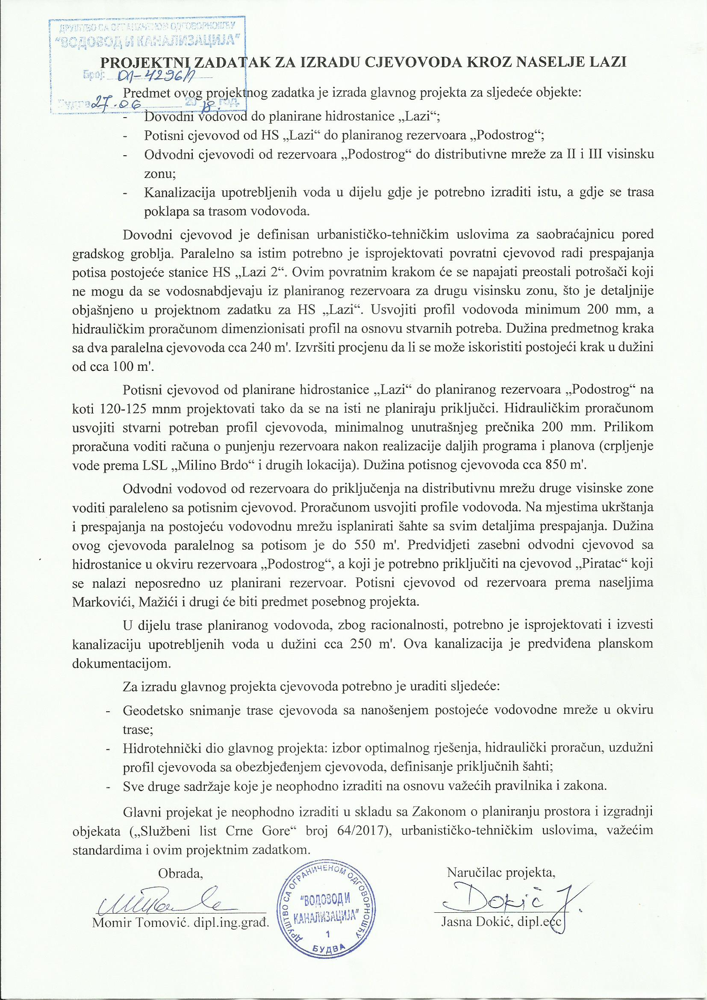 ДРУШТВО СА ОГРАНИЧЕНОМ ОДГОВОРНОШЋУ
"ВОДОВОД И КАНАЛИЗАЦИЈА"
PROJEKTNI ZADATAK ZA IZRADU CJEVOVODA KROZ NASELJE LAZI
Број: 01-4296/1
Predmet ovog projektnog zadatka je izrada glavnog projekta za sljedeće objekte:
Будва 27.06 2018. год.
- Dovodni vodovod do planirane hidrostanice „Lazi“;
- Potisni cjevovod od HS „Lazi“ do planiranog rezervoara „Podostrog“;
- Odvodni cjevovodi od rezervoara „Podostrog“ do distributivne mreže za II i III visinsku
zonu;
- Kanalizacija upotrebljenih voda u dijelu gdje je potrebno izraditi istu, a gdje se trasa
poklapa sa trasom vodovoda.
Dovodni cjevovod je definisan urbanističko-tehničkim uslovima za saobraćajnicu pored
gradskog groblja. Paralelno sa istim potrebno je isprojektovati povratni cjevovod radi prespajanja
potisa postojeće stanice HS „Lazi 2“. Ovim povratnim krakom će se napajati preostali potrošači koji
ne mogu da se vodosnabdjevaju iz planiranog rezervoara za drugu visinsku zonu, što je detaljnije
objašnjeno u projektnom zadatku za HS „Lazi“. Usvojiti profil vodovoda minimum 200 mm, a
hidrauličkim proračunom dimenzionisati profil na osnovu stvarnih potreba. Dužina predmetnog kraka
sa dva paralelna cjevovoda cca 240 m'. Izvršiti procjenu da li se može iskoristiti postojeći krak u dužini
od cca 100 m'.
Potisni cjevovod od planirane hidrostanice „Lazi“ do planiranog rezervoara „Podostrog“ na
koti 120-125 mnm projektovati tako da se na isti ne planiraju priključci. Hidrauličkim proračunom
usvojiti stvarni potreban profil cjevovoda, minimalnog unutrašnjeg prečnika 200 mm. Prilikom
proračuna voditi računa o punjenju rezervoara nakon realizacije daljih programa i planova (crpljenje
vode prema LSL „Milino Brdo“ i drugih lokacija). Dužina potisnog cjevovoda cca 850 m'.
Odvodni vodovod od rezervoara do priključenja na distributivnu mrežu druge visinske zone
voditi paraleleno sa potisnim cjevovod. Proračunom usvojiti profile vodovoda. Na mjestima ukrštanja
i prespajanja na postojeću vodovodnu mrežu isplanirati šahte sa svim detaljima prespajanja. Dužina
ovog cjevovoda paralelnog sa potisom je do 550 m'. Predvidjeti zasebni odvodni cjevovod sa
hidrostanice u okviru rezervoara „Podostrog“, a koji je potrebno priključiti na cjevovod „Piratac“ koji
se nalazi neposredno uz planirani rezervoar. Potisni cjevovod od rezervoara prema naseljima
Markovići, Mažići i drugi će biti predmet posebnog projekta.
U dijelu trase planiranog vodovoda, zbog racionalnosti, potrebno je isprojektovati i izvesti
kanalizaciju upotrebljenih voda u dužini cca 250 m'. Ova kanalizacija je predviđena planskom
dokumentacijom.
Za izradu glavnog projekta cjevovoda potrebno je uraditi sljedeće:
- Geodetsko snimanje trase cjevovoda sa nanošenjem postojeće vodovodne mreže u okviru
trase;
- Hidrotehnički dio glavnog projekta: izbor optimalnog rješenja, hidraulički proračun, uzdužni
profil cjevovoda sa obezbjeđenjem cjevovoda, definisanje priključnih šahti;
- Sve druge sadržaje koje je neophodno izraditi na osnovu važećih pravilnika i zakona.
Glavni projekat je neophodno izraditi u skladu sa Zakonom o planiranju prostora i izgradnji
objekata („Službeni list Crne Gore“ broj 64/2017), urbanističko-tehničkim uslovima, važećim
standardima i ovim projektnim zadatkom.
Obrada,
Naručilac projekta,
Dokić J.
Momir Tomović. dipl.ing.građ.
Jasna Dokić, dipl.ecc
ДРУШТВО СА ОГРАНИЧЕНОМ ОДГОВОРНОШЋУ
"ВОДОВОД И
КАНАЛИЗАЦИЈА"
1
БУДВА